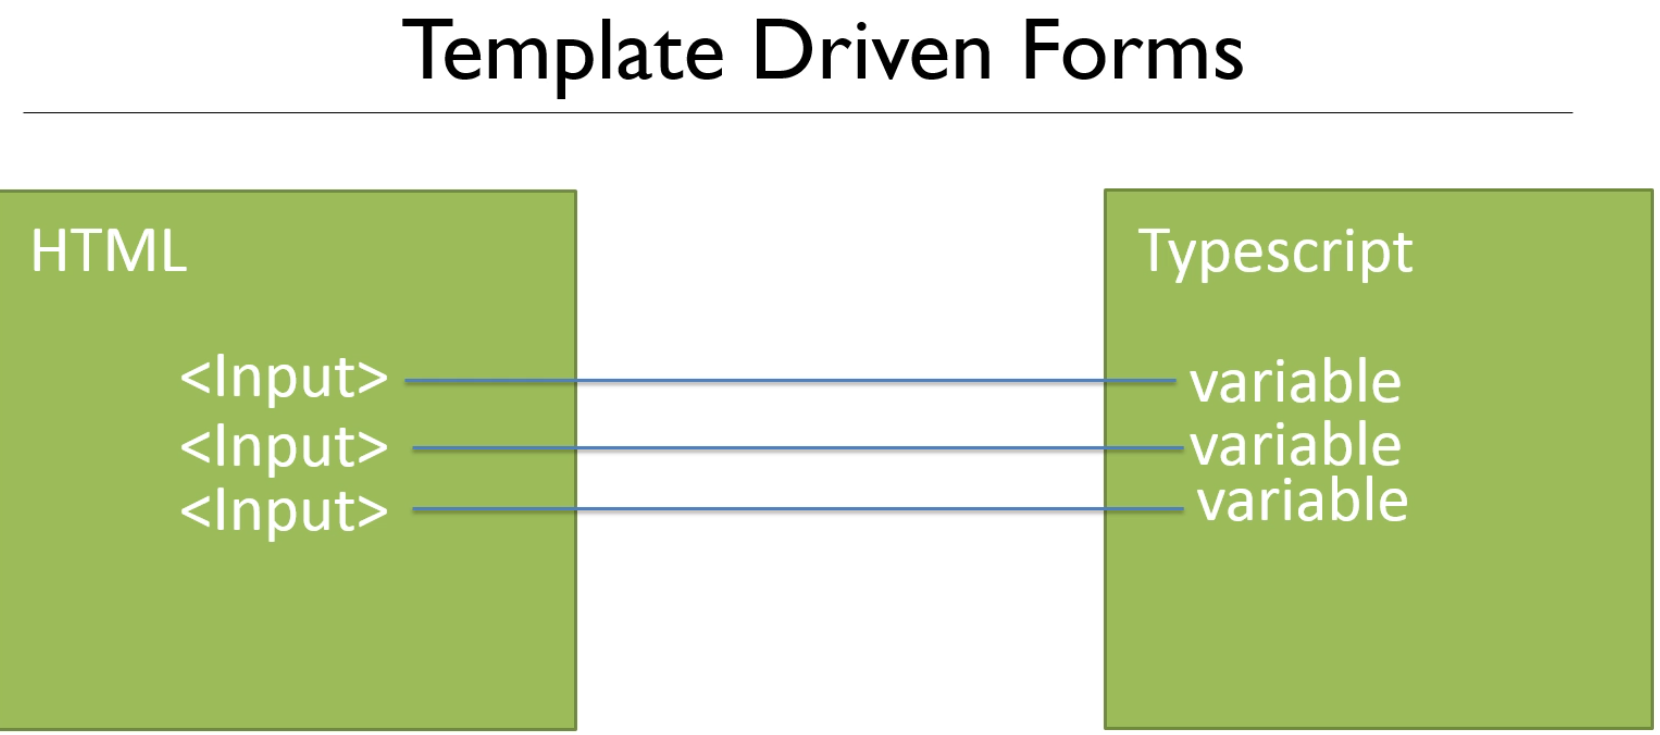 Template Driven Forms
HTML
<Input>
<Input>
<Input>
Typescript
variable
variable
variable